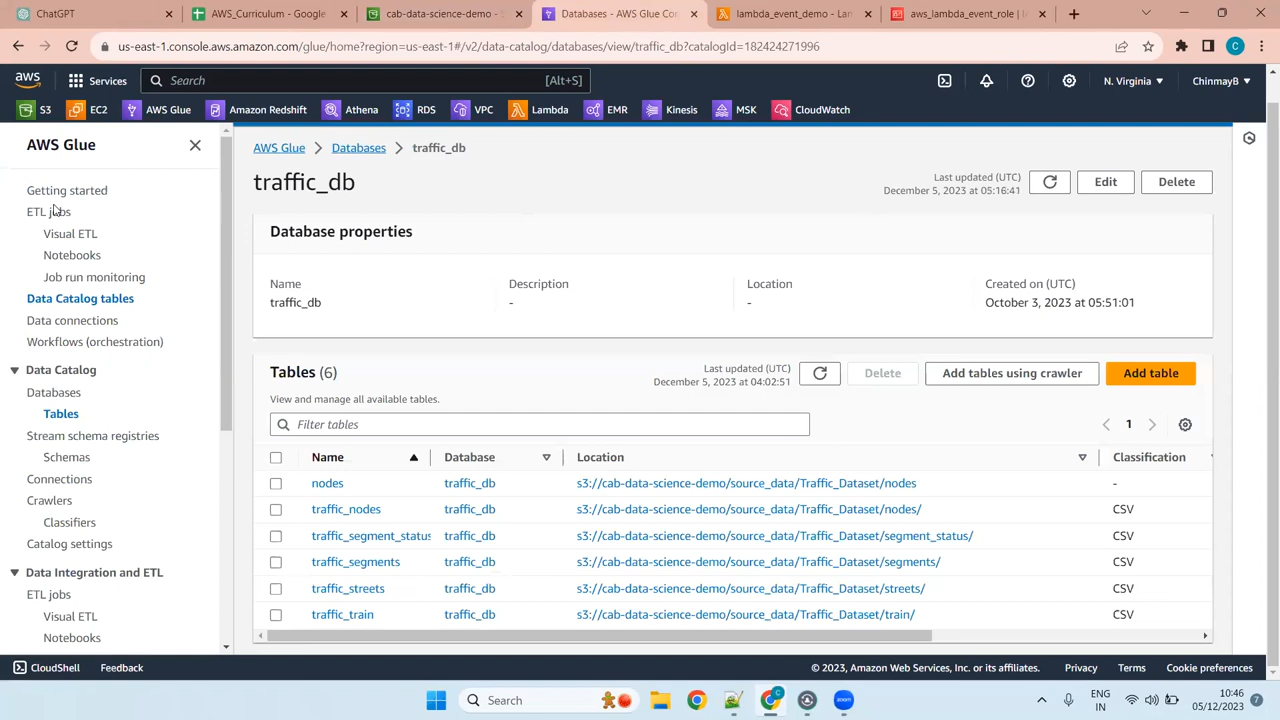 ChatGPT
AWS_Curriculum - Google
cab-data-science-demo - S
Databases - AWS Glue Con
lambda_event_demo - Lan
aws_lambda_event_role | I
us-east-1.console.aws.amazon.com/glue/home?region=us-east-1#/v2/data-catalog/databases/view/traffic_db?catalogId=182424271996
C
aws
Services
Search
[Alt+S]
N. Virginia
ChinmayB
S3
EC2
AWS Glue
Amazon Redshift
Athena
RDS
VPC
Lambda
EMR
Kinesis
MSK
CloudWatch
AWS Glue
Getting started
ETL jobs
Visual ETL
Notebooks
Job run monitoring
Data Catalog tables
Data connections
Workflows (orchestration)
Data Catalog
Databases
Tables
Stream schema registries
Schemas
Connections
Crawlers
Classifiers
Catalog settings
Data Integration and ETL
ETL jobs
Visual ETL
Notebooks
AWS Glue
Databases
traffic_db
traffic_db
Last updated (UTC)
December 5, 2023 at 05:16:41
Edit
Delete
Database properties
Name
Description
Location
Created on (UTC)
traffic_db
-
-
October 3, 2023 at 05:51:01
Tables (6)
Last updated (UTC)
December 5, 2023 at 04:02:51
Delete
Add tables using crawler
Add table
View and manage all available tables.
Filter tables
1
Name
Database
Location
Classification
nodes
traffic_db
s3://cab-data-science-demo/source_data/Traffic_Dataset/nodes
-
traffic_nodes
traffic_db
s3://cab-data-science-demo/source_data/Traffic_Dataset/nodes/
CSV
traffic_segment_status
traffic_db
s3://cab-data-science-demo/source_data/Traffic_Dataset/segment_status/
CSV
traffic_segments
traffic_db
s3://cab-data-science-demo/source_data/Traffic_Dataset/segments/
CSV
traffic_streets
traffic_db
s3://cab-data-science-demo/source_data/Traffic_Dataset/streets/
CSV
traffic_train
traffic_db
s3://cab-data-science-demo/source_data/Traffic_Dataset/train/
CSV
CloudShell
Feedback
© 2023, Amazon Web Services, Inc. or its affiliates.
Privacy
Terms
Cookie preferences
Search
C
zoom
ENG
IN
10:46
05/12/2023
7